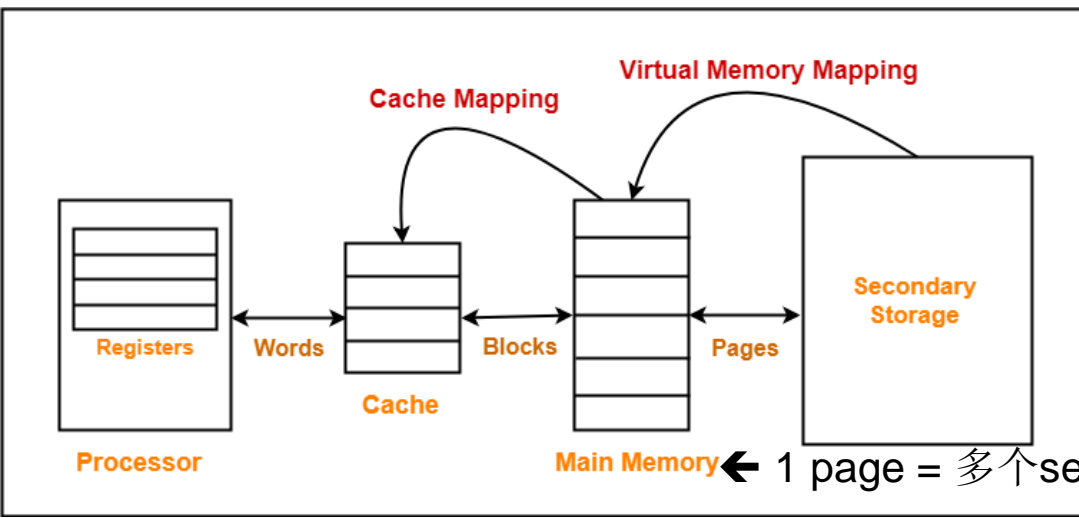 Virtual Memory Mapping
Cache Mapping
Secondary
Storage
Registers
Words
Blocks
Pages
Cache
Processor
Main Memory
🡸 1 page = 多个se